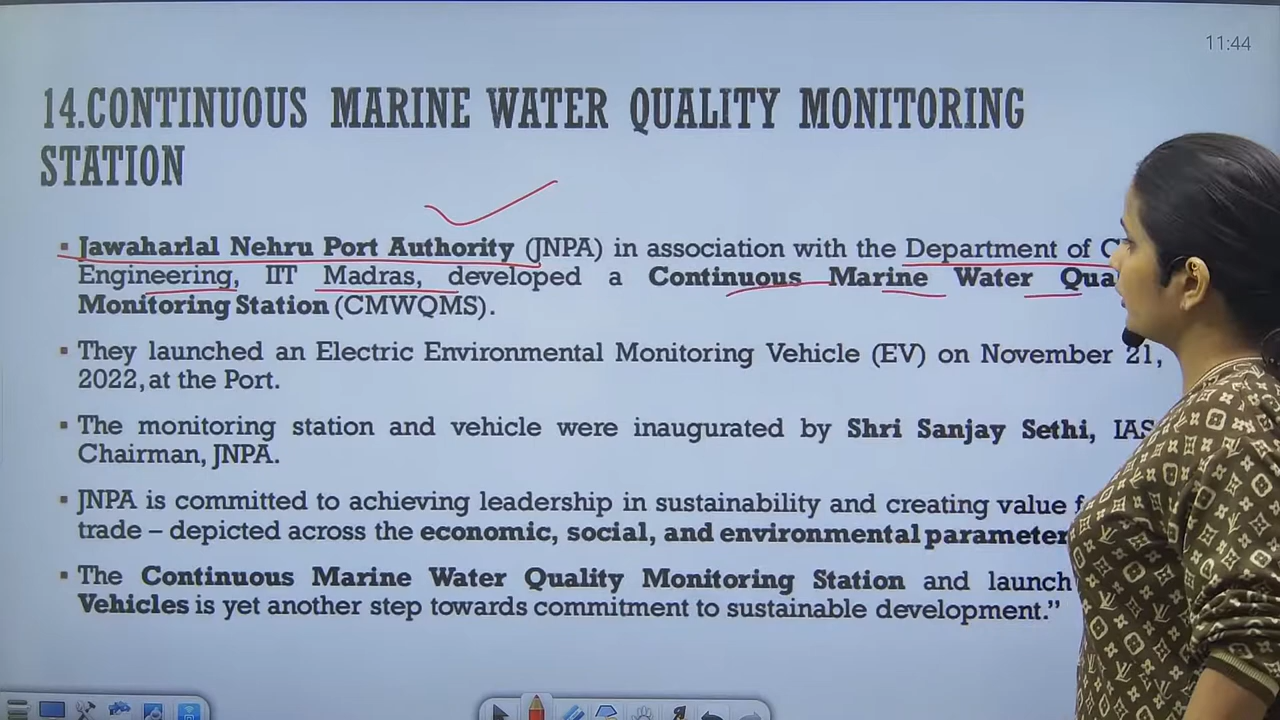 11:44
14.CONTINUOUS MARINE WATER QUALITY MONITORING
STATION
▪ Jawaharlal Nehru Port Authority (JNPA) in association with the Department of
Engineering, IIT Madras, developed a Continuous Marine Water
Monitoring Station (CMWQMS).
▪ They launched an Electric Environmental Monitoring Vehicle (EV) on November 21,
2022, at the Port.
▪ The monitoring station and vehicle were inaugurated by Shri Sanjay Sethi, IAS
Chairman, JNPA.
▪ JNPA is committed to achieving leadership in sustainability and creating value
trade – depicted across the economic, social, and environmental parameter
▪ The Continuous Marine Water Quality Monitoring Station and launch
Vehicles is yet another step towards commitment to sustainable development.”